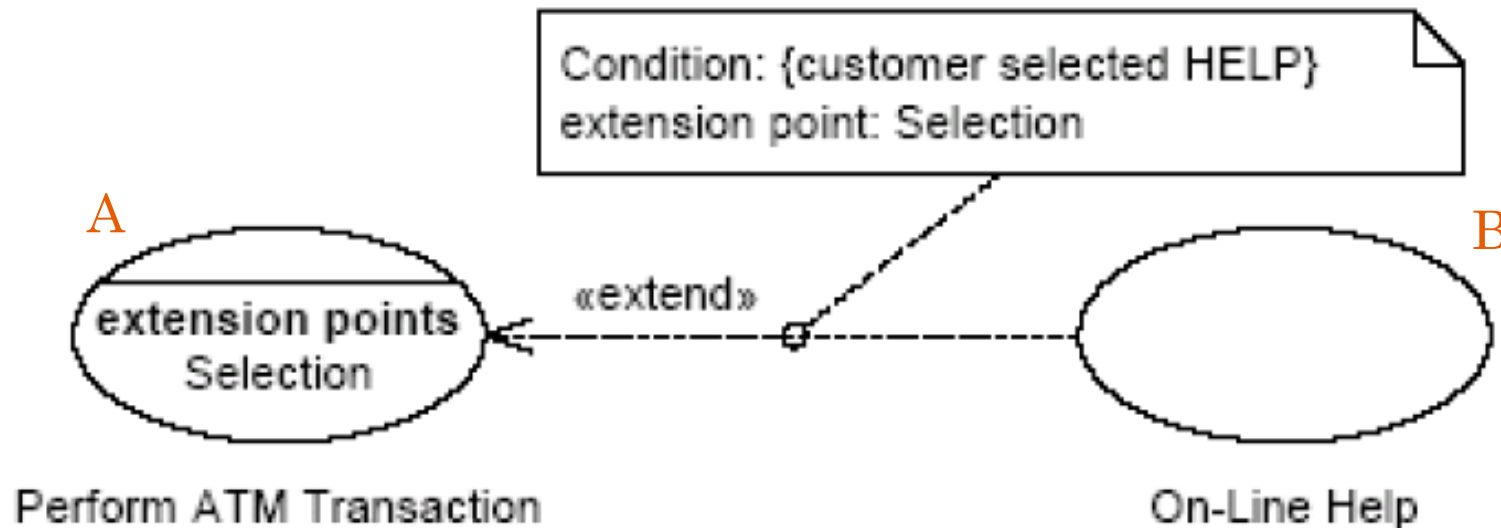 Condition: {customer selected HELP}
extension point: Selection
A
B
«extend»
extension points
Selection
Perform ATM Transaction
On-Line Help